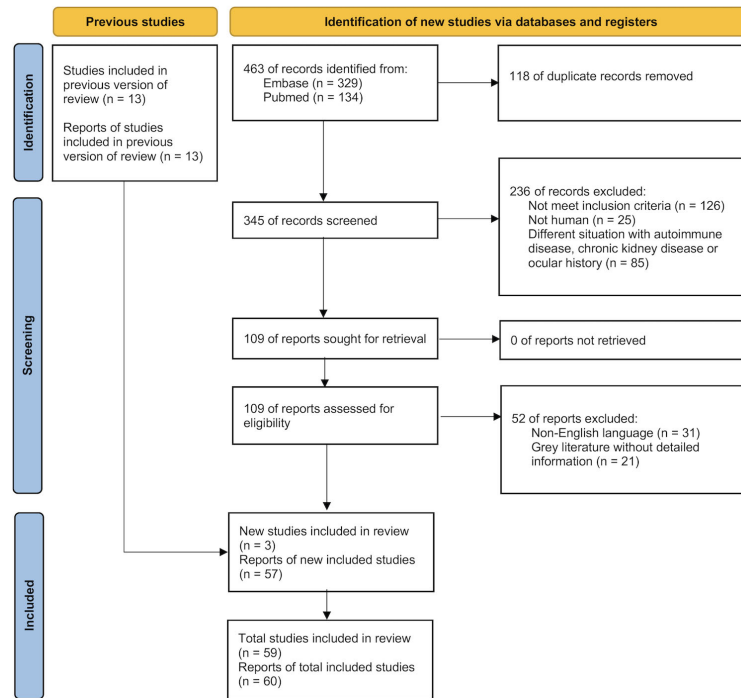 Previous studies
Identification of new studies via databases and registers
Identification
Studies included in
previous version of
review (n = 13)
Reports of studies
included in previous
version of review (n = 13)
463 of records identified from:
Embase (n = 329)
Pubmed (n = 134)
118 of duplicate records removed
Screening
345 of records screened
236 of records excluded:
Not meet inclusion criteria (n = 126)
Not human (n = 25)
Different situation with autoimmune
disease, chronic kidney disease or
ocular history (n = 85)
109 of reports sought for retrieval
0 of reports not retrieved
109 of reports assessed for
eligibility
52 of reports excluded:
Non-English language (n = 31)
Grey literature without detailed
information (n = 21)
Included
New studies included in review
(n = 3)
Reports of new included studies
(n = 57)
Total studies included in review
(n = 59)
Reports of total included studies
(n = 60)